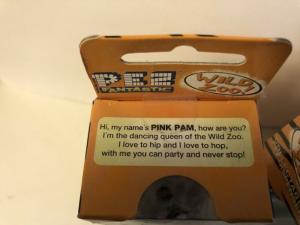 PEZ
FANTASTIC
WILD
ZOO
Hi, my name's PINK PAM, how are you?
I'm the dancing queen of the Wild Zoo.
I love to hip and I love to hop,
with me you can party and never stop!